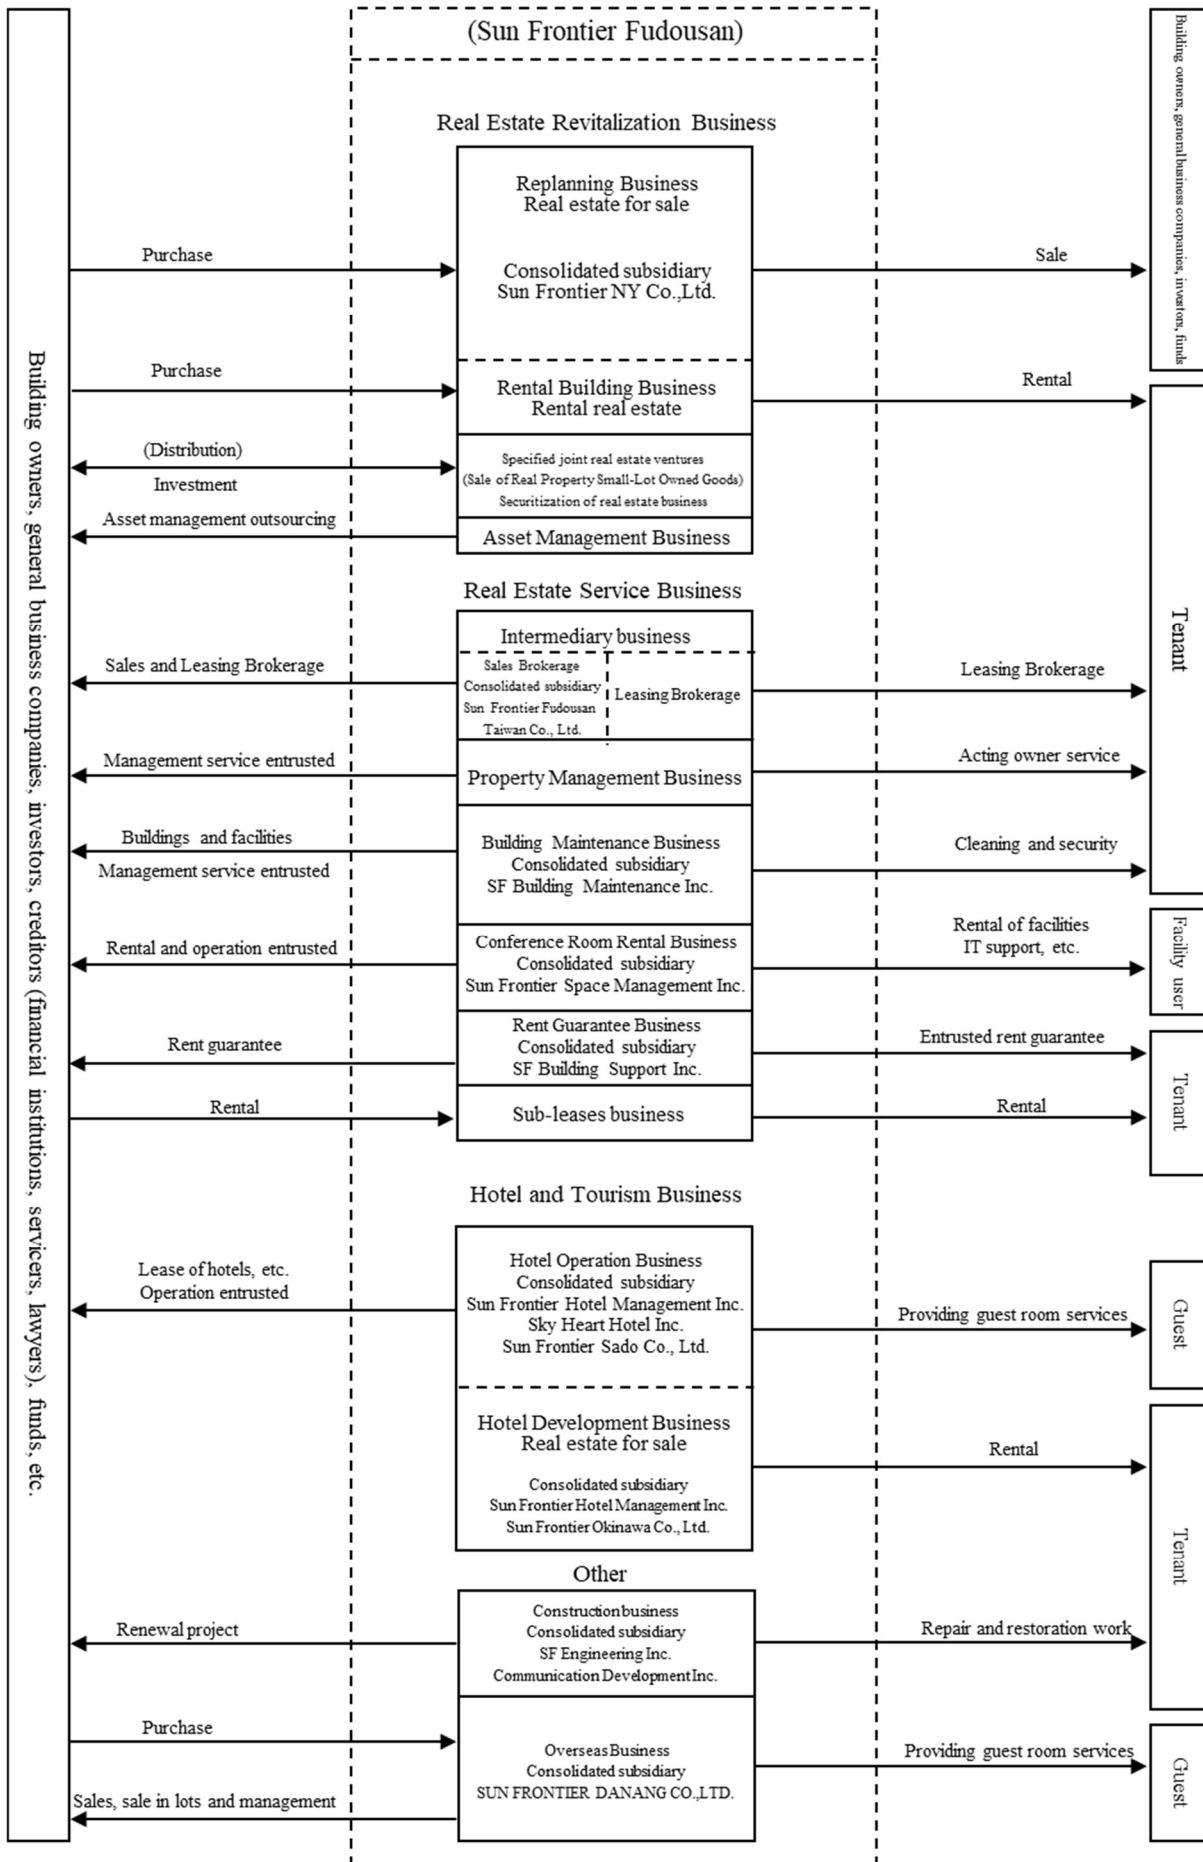 (Sun Frontier Fudousan)
Building owners, general business companies, investors, creditors (financial institutions, servicers, lawyers), funds, etc.
Building owners, general business companies, investors, funds
Real Estate Revitalization Business
Replanning Business
Real estate for sale
Purchase
Consolidated subsidiary
Sun Frontier NY Co.,Ltd.
Sale
Purchase
Rental Building Business
Rental real estate
Rental
Tenant
(Distribution)
Investment
Specified joint real estate ventures
(Sale of Real Property Small-Lot Owned Goods)
Securitization of real estate business
Asset management outsourcing
Asset Management Business
Real Estate Service Business
Intermediary business
Sales and Leasing Brokerage
Sales Brokerage
Consolidated subsidiary
Sun Frontier Fudousan
Taiwan Co., Ltd.
Leasing Brokerage
Leasing Brokerage
Management service entrusted
Property Management Business
Acting owner service
Buildings and facilities
Management service entrusted
Building Maintenance Business
Consolidated subsidiary
SF Building Maintenance Inc.
Cleaning and security
Rental and operation entrusted
Conference Room Rental Business
Consolidated subsidiary
Sun Frontier Space Management Inc.
Rental of facilities
IT support, etc.
Facility user
Rent guarantee
Rent Guarantee Business
Consolidated subsidiary
SF Building Support Inc.
Entrusted rent guarantee
Tenant
Rental
Sub-leases business
Rental
Hotel and Tourism Business
Lease of hotels, etc.
Operation entrusted
Hotel Operation Business
Consolidated subsidiary
Sun Frontier Hotel Management Inc.
Sky Heart Hotel Inc.
Sun Frontier Sado Co., Ltd.
Providing guest room services
Guest
Hotel Development Business
Real estate for sale
Consolidated subsidiary
Sun Frontier Hotel Management Inc.
Sun Frontier Okinawa Co., Ltd.
Rental
Tenant
Other
Renewal project
Construction business
Consolidated subsidiary
SF Engineering Inc.
Communication Development Inc.
Repair and restoration work
Purchase
Overseas Business
Consolidated subsidiary
SUN FRONTIER DANANG CO.,LTD.
Providing guest room services
Guest
Sales, sale in lots and management